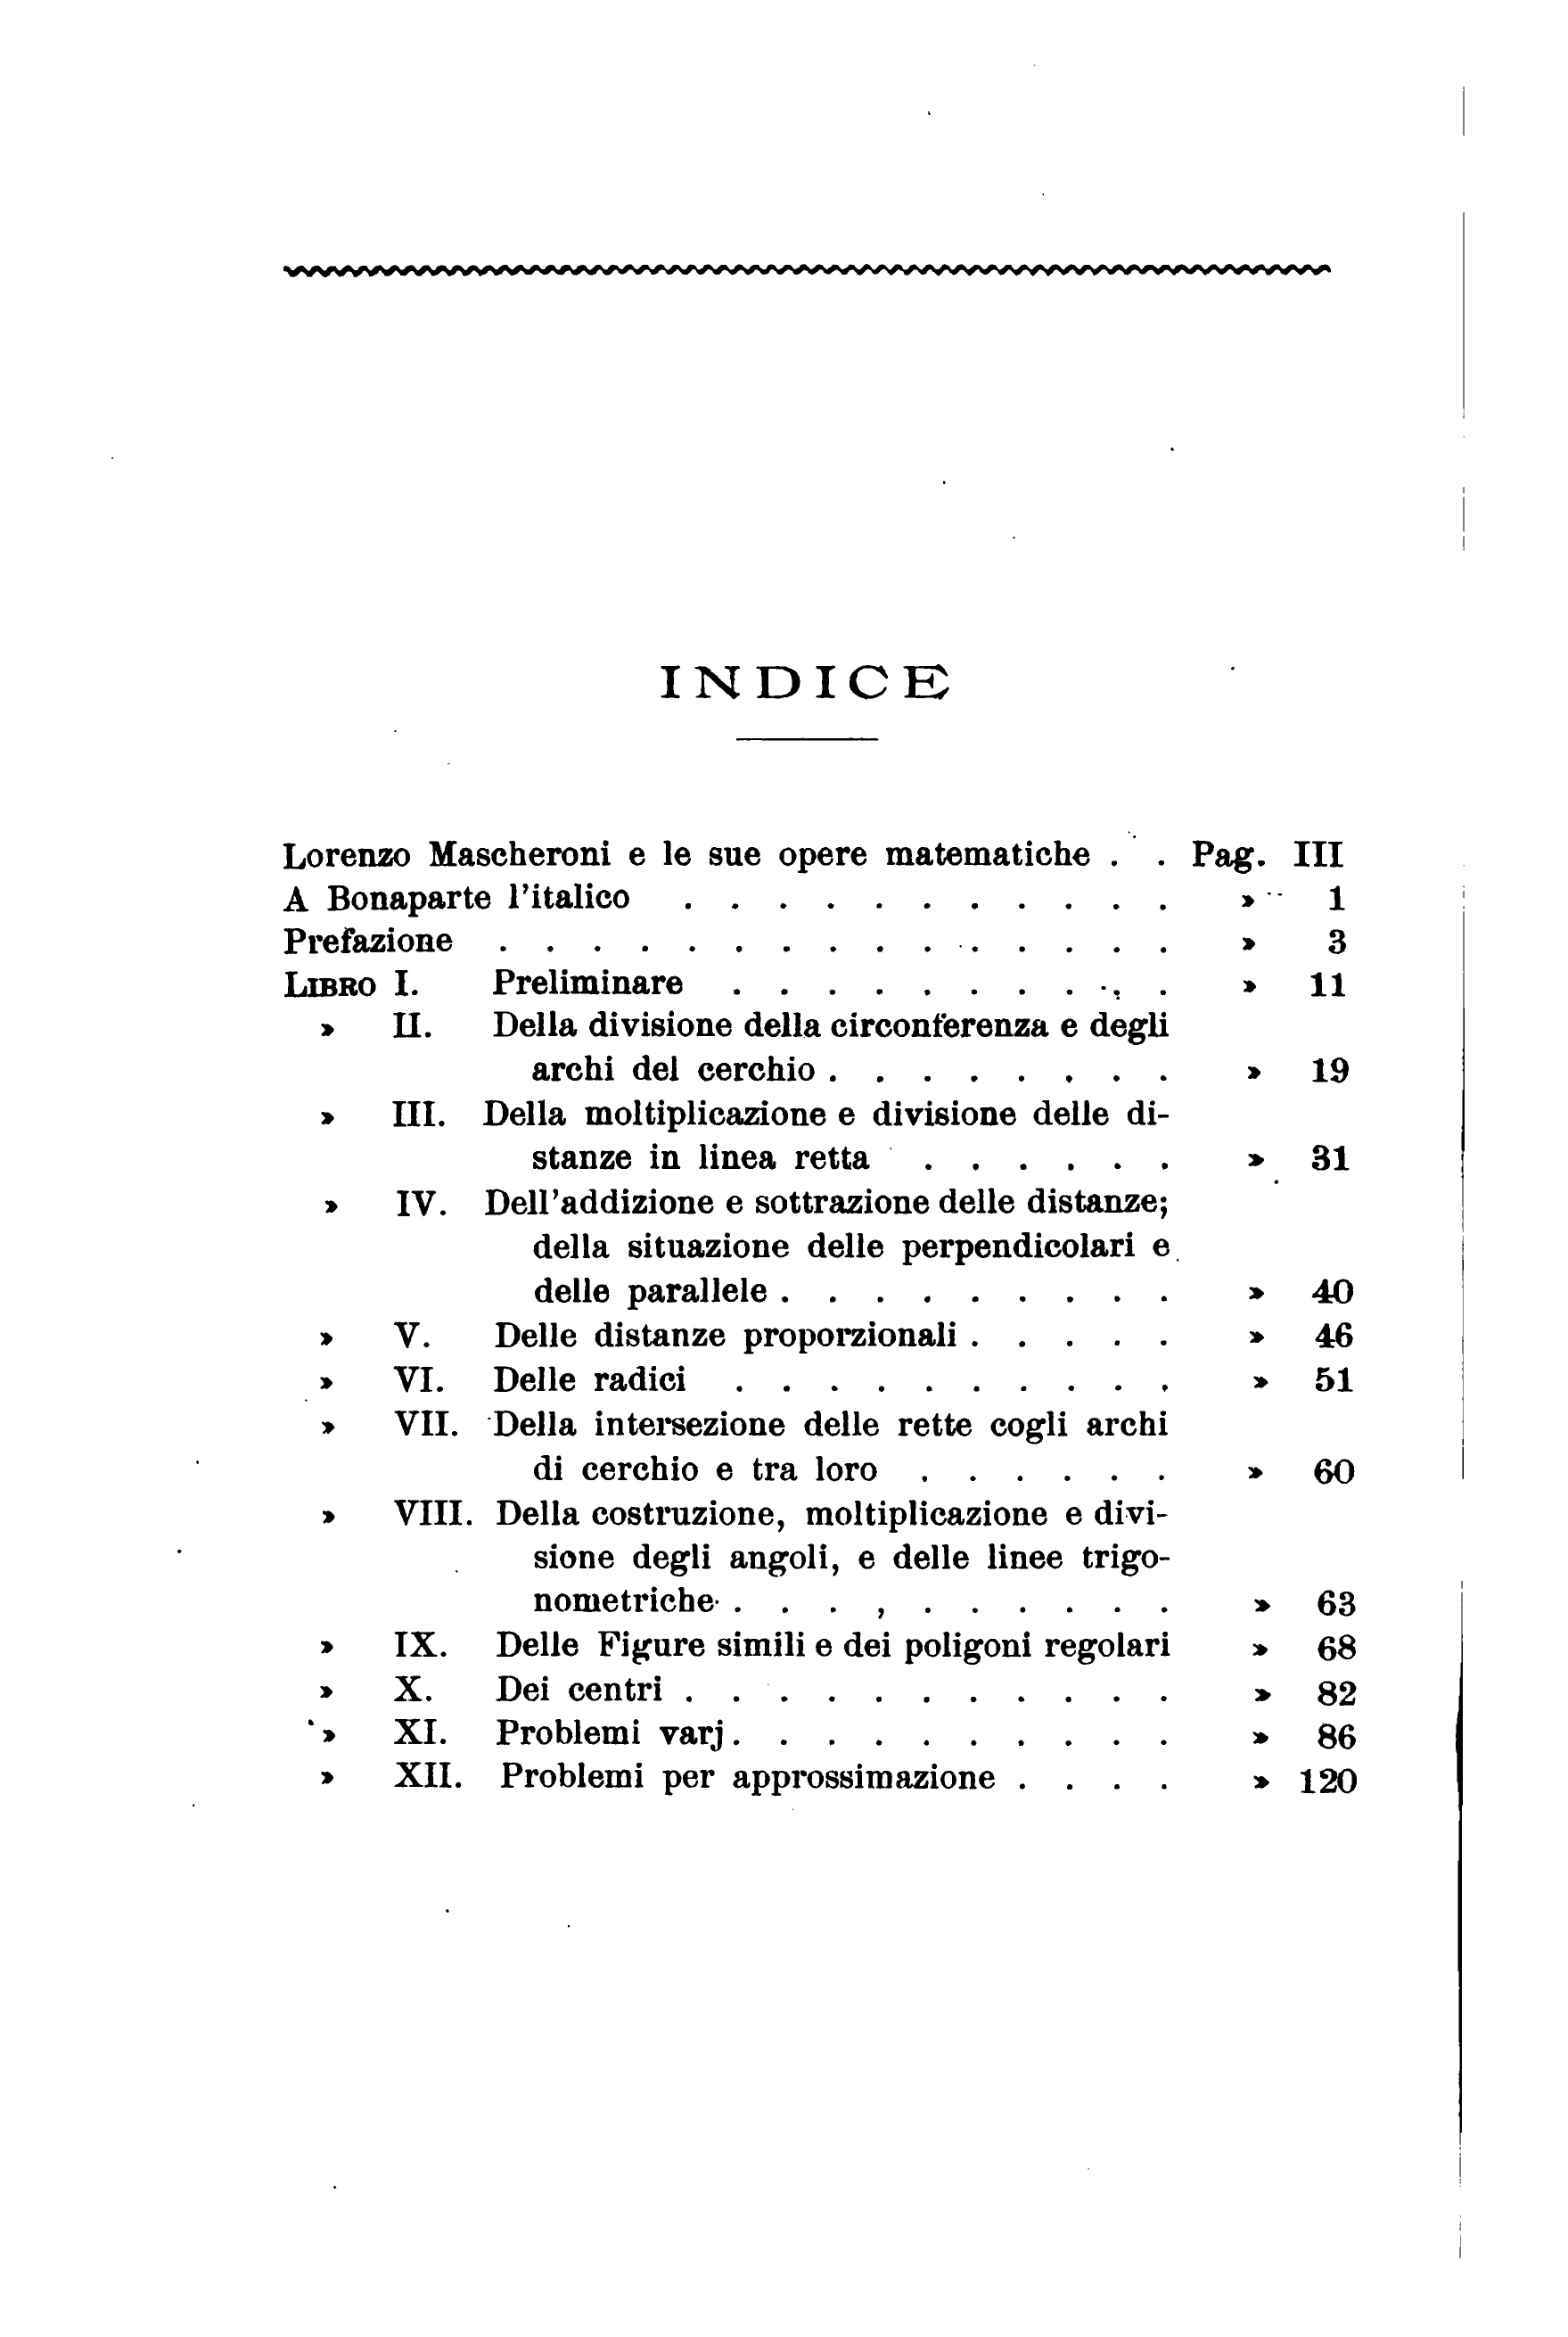 INDICE
Lorenzo Mascheroni e le sue opere matematiche . . Pag. III
A Bonaparte l'italico . . . . . . . . . . . » 1
Prefazione . . . . . . . . . . . . . . . » 3
LIBRO I. Preliminare . . . . . . . . . . » 11
» II. Della divisione della circonferenza e degli
archi del cerchio . . . . . . . . » 19
» III. Della moltiplicazione e divisione delle di-
stanze in linea retta . . . . . . » 31
» IV. Dell'addizione e sottrazione delle distanze;
della situazione delle perpendicolari e
delle parallele . . . . . . . . . » 40
» V. Delle distanze proporzionali . . . . . » 46
» VI. Delle radici . . . . . . . . . . » 51
» VII. Della intersezione delle rette cogli archi
di cerchio e tra loro . . . . . . » 60
» VIII. Della costruzione, moltiplicazione e divi-
sione degli angoli, e delle linee trigo-
nometriche . . . , . . . . . . » 63
» IX. Delle Figure simili e dei poligoni regolari » 68
» X. Dei centri . . . . . . . . . . . » 82
» XI. Problemi varj . . . . . . . . . . » 86
» XII. Problemi per approssimazione . . . . » 120